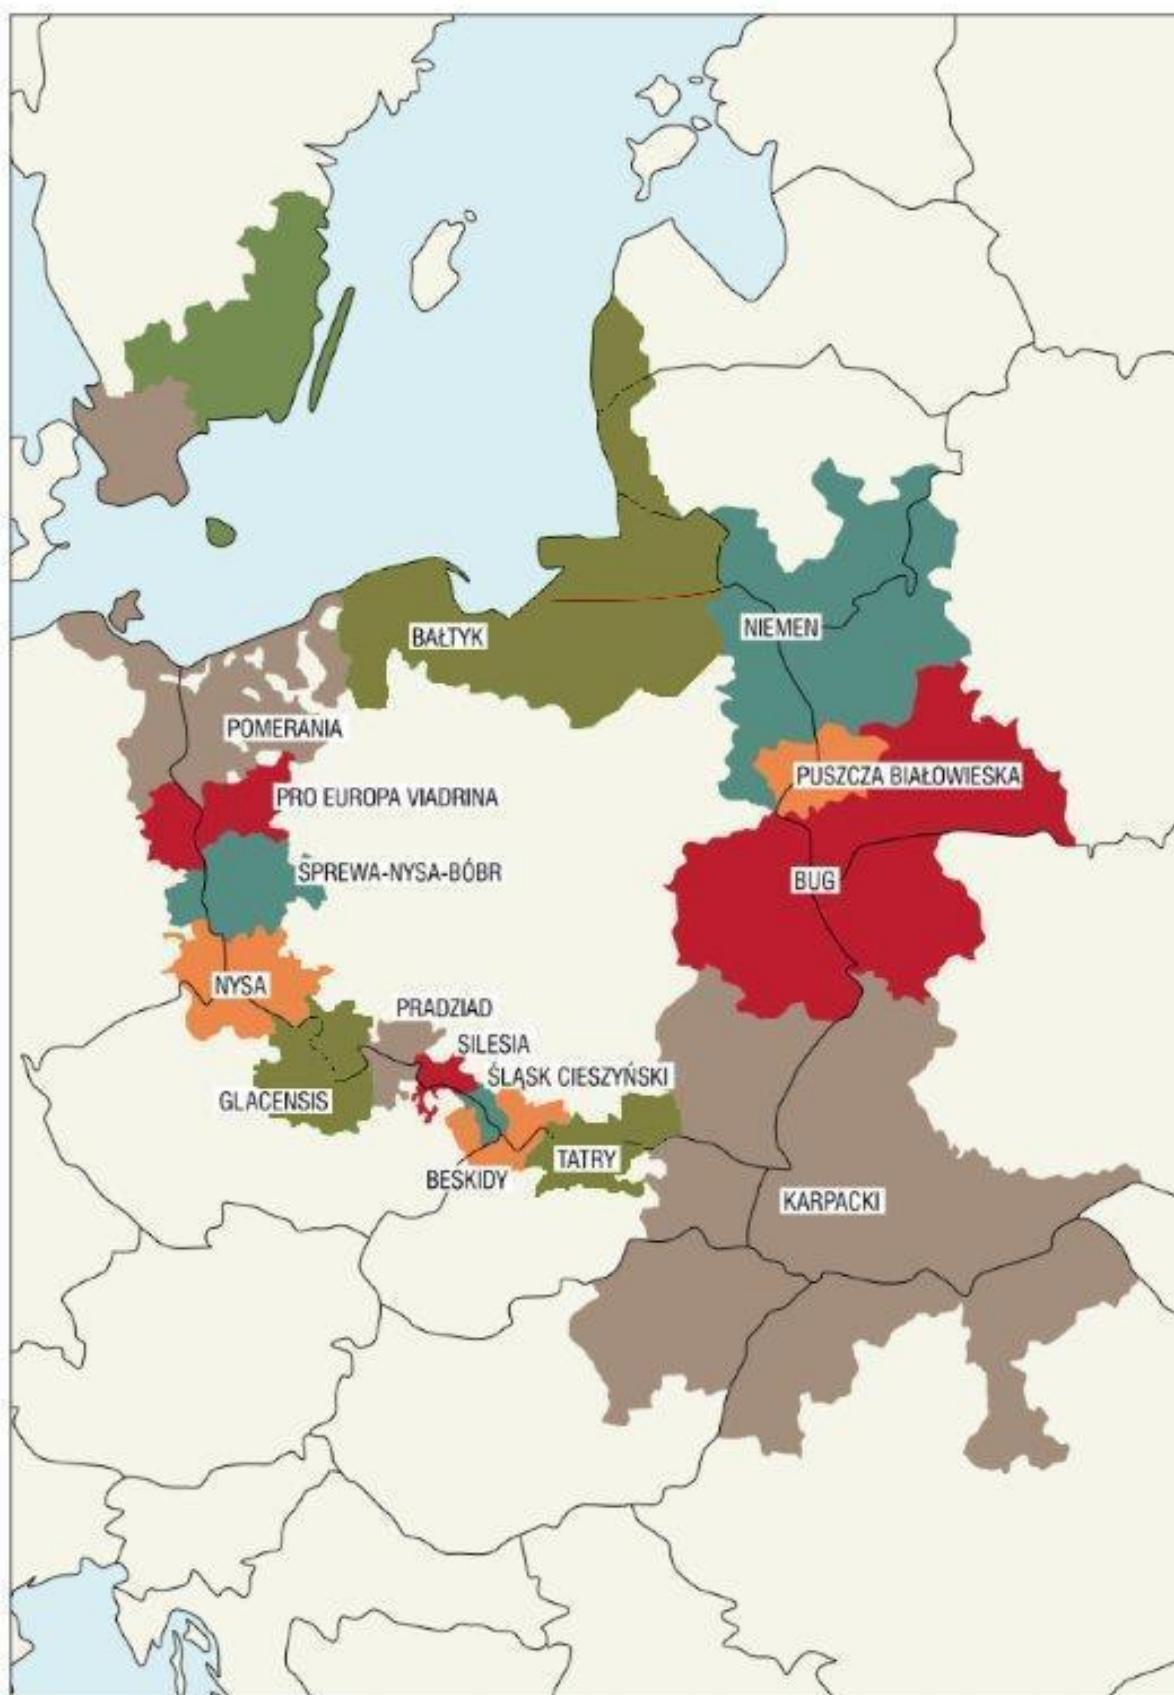 BAŁTYK
NIEMEN
POMERANIA
PUSZCZA BIAŁOWIESKA
PRO EUROPA VIADRINA
SPREWA-NYSA-BÓBR
BUG
NYSA
PRADZIAD
SILESIA
ŚLĄSK CIESZYŃSKI
GLACENSIS
TATRY
BESKIDY
KARPACKI